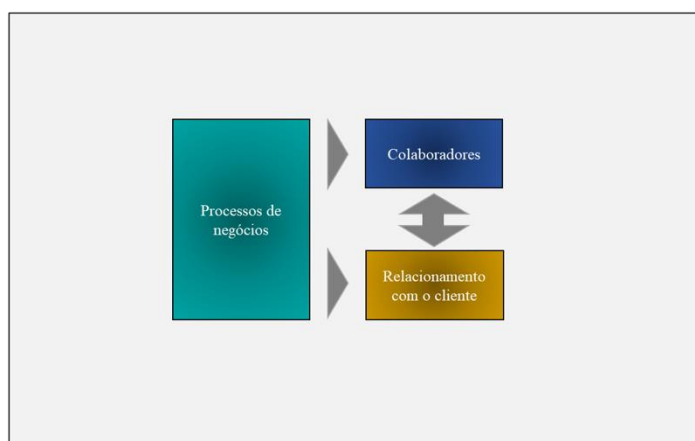 Processos de
negócios
Colaboradores
Relacionamento
com o cliente